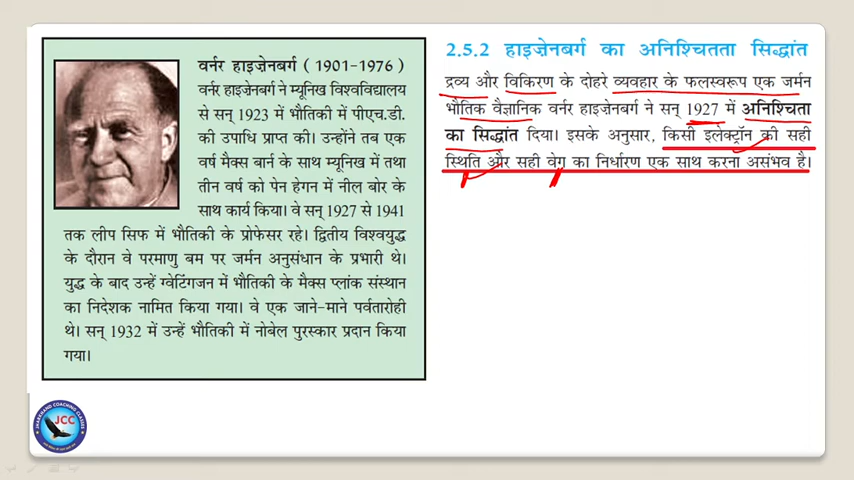 वर्नर हाइज़ेनबर्ग (1901-1976)
वर्नर हाइज़ेनबर्ग ने म्यूनिख विश्वविद्यालय
से सन् 1923 में भौतिकी में पीएच.डी.
की उपाधि प्राप्त की। उन्होंने तब एक
वर्ष मैक्स बार्न के साथ म्यूनिख में तथा
तीन वर्ष को पेन हेगन में नील बोर के
साथ कार्य किया। वे सन् 1927 से 1941
तक लीप सिफ में भौतिकी के प्रोफेसर रहे। द्वितीय विश्वयुद्ध
के दौरान वे परमाणु बम पर जर्मन अनुसंधान के प्रभारी थे।
युद्ध के बाद उन्हें ग्वेटिंगजन में भौतिकी के मैक्स प्लांक संस्थान
का निदेशक नामित किया गया। वे एक जाने-माने पर्वतारोही
थे। सन् 1932 में उन्हें भौतिकी में नोबेल पुरस्कार प्रदान किया
गया।
2.5.2 हाइज़ेनबर्ग का अनिश्चितता सिद्धांत
द्रव्य और विकिरण के दोहरे व्यवहार के फलस्वरूप एक जर्मन
भौतिक वैज्ञानिक वर्नर हाइज़ेनबर्ग ने सन् 1927 में अनिश्चिता
का सिद्धांत दिया। इसके अनुसार, किसी इलेक्ट्रॉन की सही
स्थिति और सही वेग का निर्धारण एक साथ करना असंभव है।
JHARKHAND COACHING CLASSES
JCC